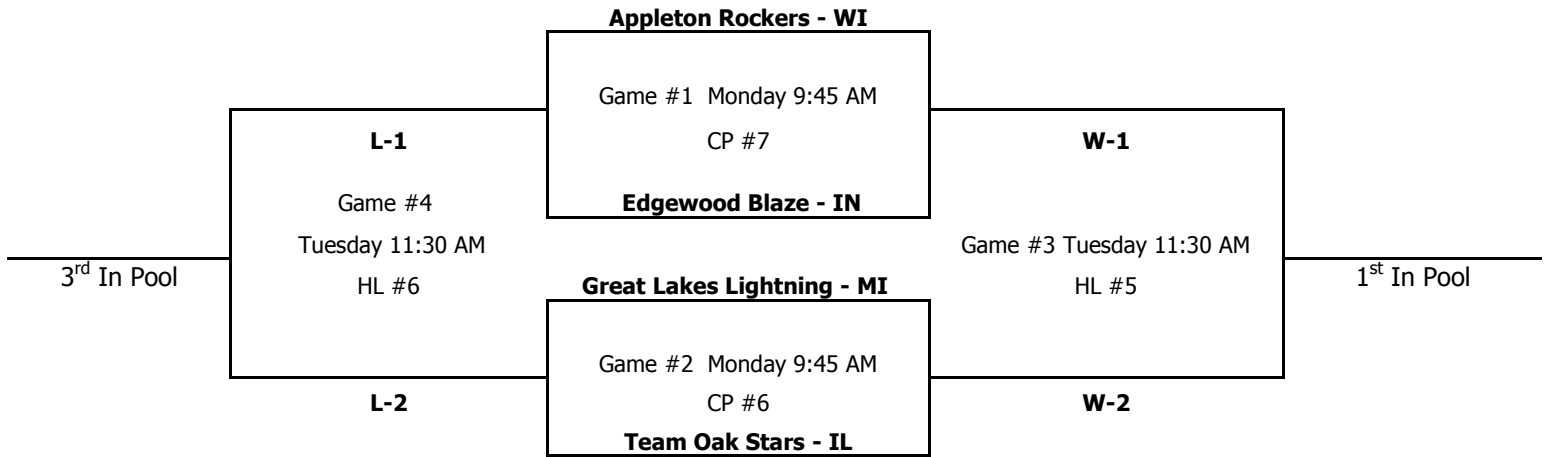 Appleton Rockers - WI
Game #1  Monday 9:45 AM
L-1
CP #7
W-1
Game #4
Edgewood Blaze - IN
Tuesday 11:30 AM
Game #3 Tuesday 11:30 AM
3rd In Pool
HL #6
Great Lakes Lightning - MI
HL #5
1st In Pool
Game #2  Monday 9:45 AM
L-2
CP #6
W-2
Team Oak Stars - IL